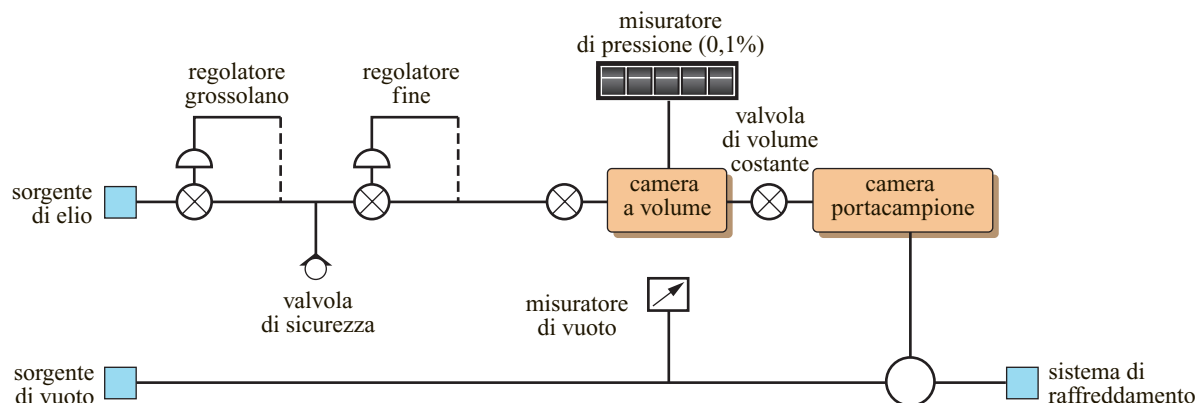 misuratore
di pressione (0,1%)
regolatore
grossolano
regolatore
fine
valvola
di volume
costante
sorgente
di elio
camera
a volume
camera
portacampione
valvola
di sicurezza
misuratore
di vuoto
sorgente
di vuoto
sistema di
raffreddamento